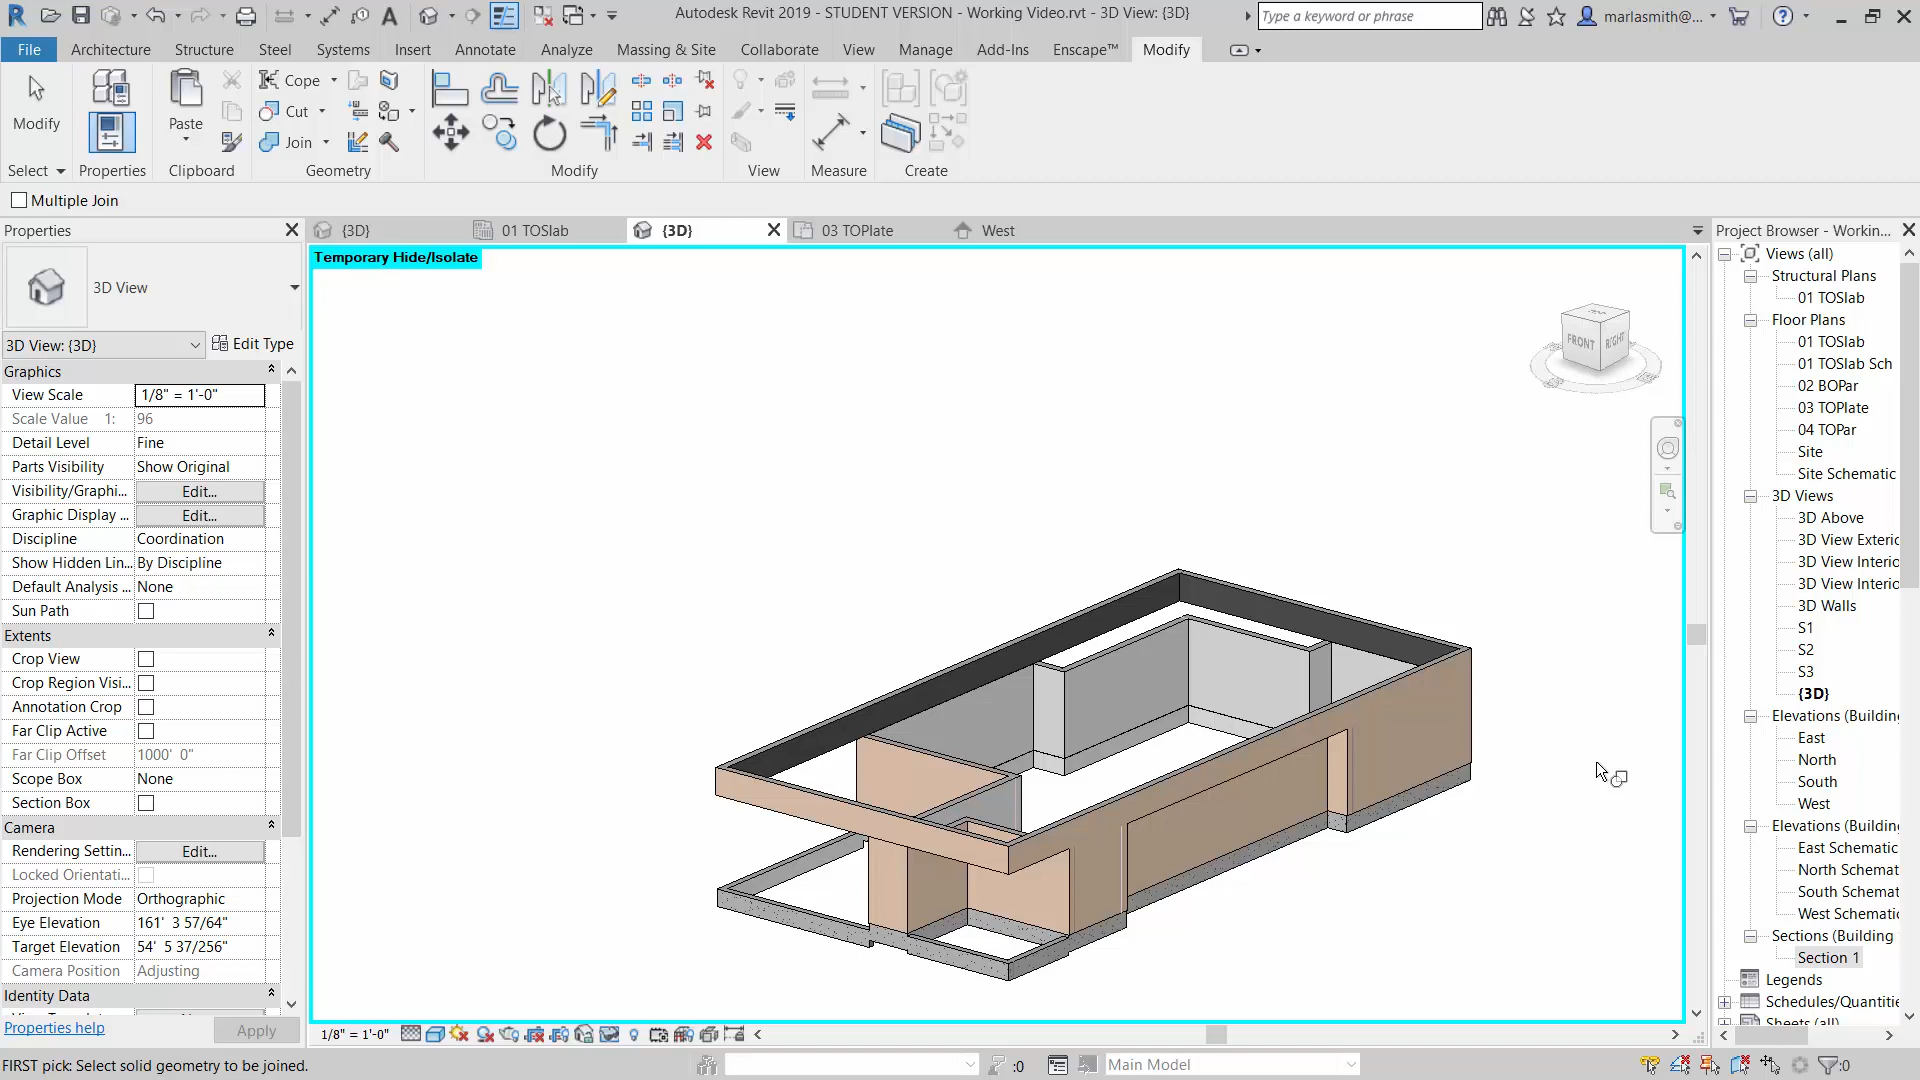 Autodesk Revit 2019 - STUDENT VERSION - Working Video.rvt - 3D View: {3D}
Type a keyword or phrase
marlasmith@...
File Architecture Structure Steel Systems Insert Annotate Analyze Massing & Site Collaborate View Manage Add-Ins Enscape™ Modify
Modify
Paste
Cope
Cut
Join
Select Properties Clipboard Geometry Modify View Measure Create
Multiple Join
Properties
{3D}
01 TOSlab
{3D}
03 TOPlate
West
Project Browser - Workin...
3D View
3D View: {3D}
Edit Type
Graphics
View Scale 1/8" = 1'-0"
Scale Value 1: 96
Detail Level Fine
Parts Visibility Show Original
Visibility/Graphi... Edit...
Graphic Display ... Edit...
Discipline Coordination
Show Hidden Lin... By Discipline
Default Analysis ... None
Sun Path
Extents
Crop View
Crop Region Visi...
Annotation Crop
Far Clip Active
Far Clip Offset 1000' 0"
Scope Box None
Section Box
Camera
Rendering Settin... Edit...
Locked Orientati...
Projection Mode Orthographic
Eye Elevation 161' 3 57/64"
Target Elevation 54' 5 37/256"
Camera Position Adjusting
Identity Data
Properties help
Apply
Temporary Hide/Isolate
FRONT
RIGHT
Views (all)
Structural Plans
01 TOSlab
Floor Plans
01 TOSlab
01 TOSlab Sch
02 BOPar
03 TOPlate
04 TOPar
Site
Site Schematic
3D Views
3D Above
3D View Exteric
3D View Interio
3D View Interio
3D Walls
S1
S2
S3
{3D}
Elevations (Building
East
North
South
West
Elevations (Building
East Schematic
North Schemat
South Schemat
West Schematic
Sections (Building
Section 1
Legends
Schedules/Quantitie
Sheets (all)
1/8" = 1'-0"
FIRST pick: Select solid geometry to be joined.
:0
Main Model
:0